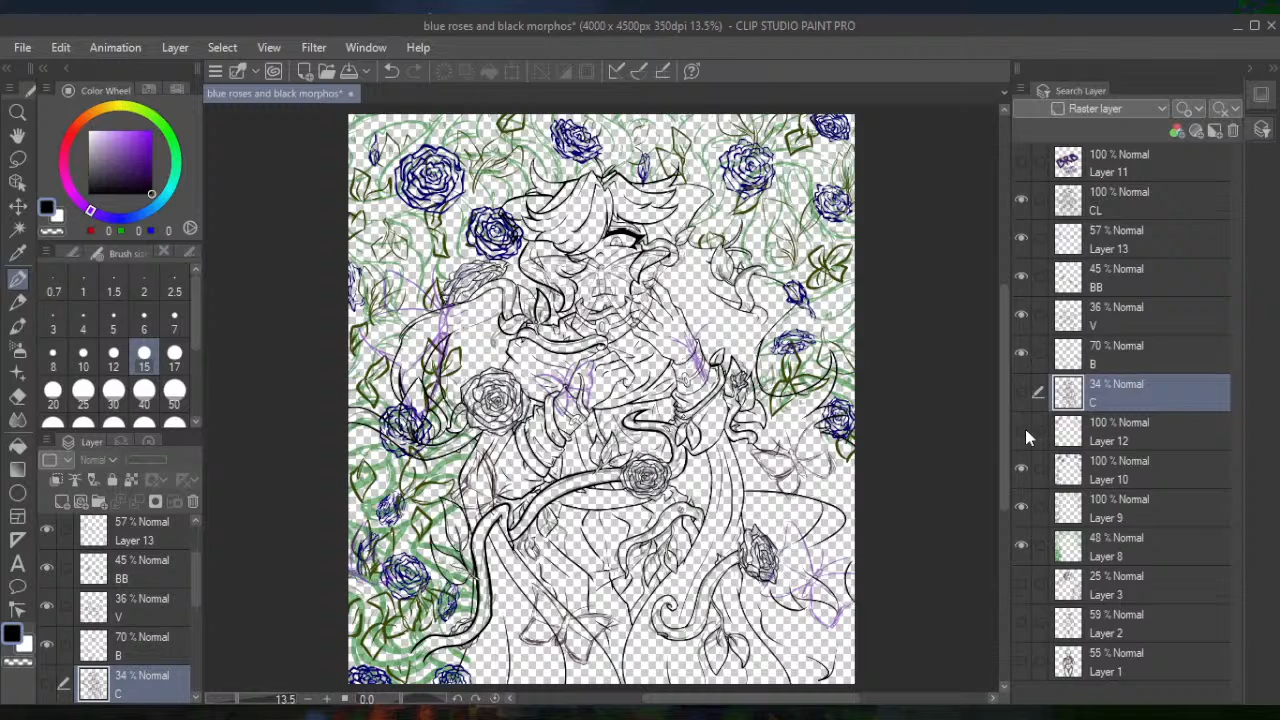 blue roses and black morphos* (4000 x 4500px 350dpi 13.5%) - CLIP STUDIO PAINT PRO
File Edit Animation Layer Select View Filter Window Help
Color Wheel
blue roses and black morphos*
Search Layer
Raster layer
0 0 0
Brush size
0.7 1 1.5 2 2.5
3 4 5 6 7
8 10 12 15 17
20 25 30 40 50
Layer
Normal
57 % Normal
Layer 13
45 % Normal
BB
36 % Normal
V
70 % Normal
B
34 % Normal
C
BRB
100 % Normal
Layer 11
100 % Normal
CL
57 % Normal
Layer 13
45 % Normal
BB
36 % Normal
V
70 % Normal
B
34 % Normal
C
100 % Normal
Layer 12
100 % Normal
Layer 10
100 % Normal
Layer 9
48 % Normal
Layer 8
25 % Normal
Layer 3
59 % Normal
Layer 2
55 % Normal
Layer 1
13.5 0.0